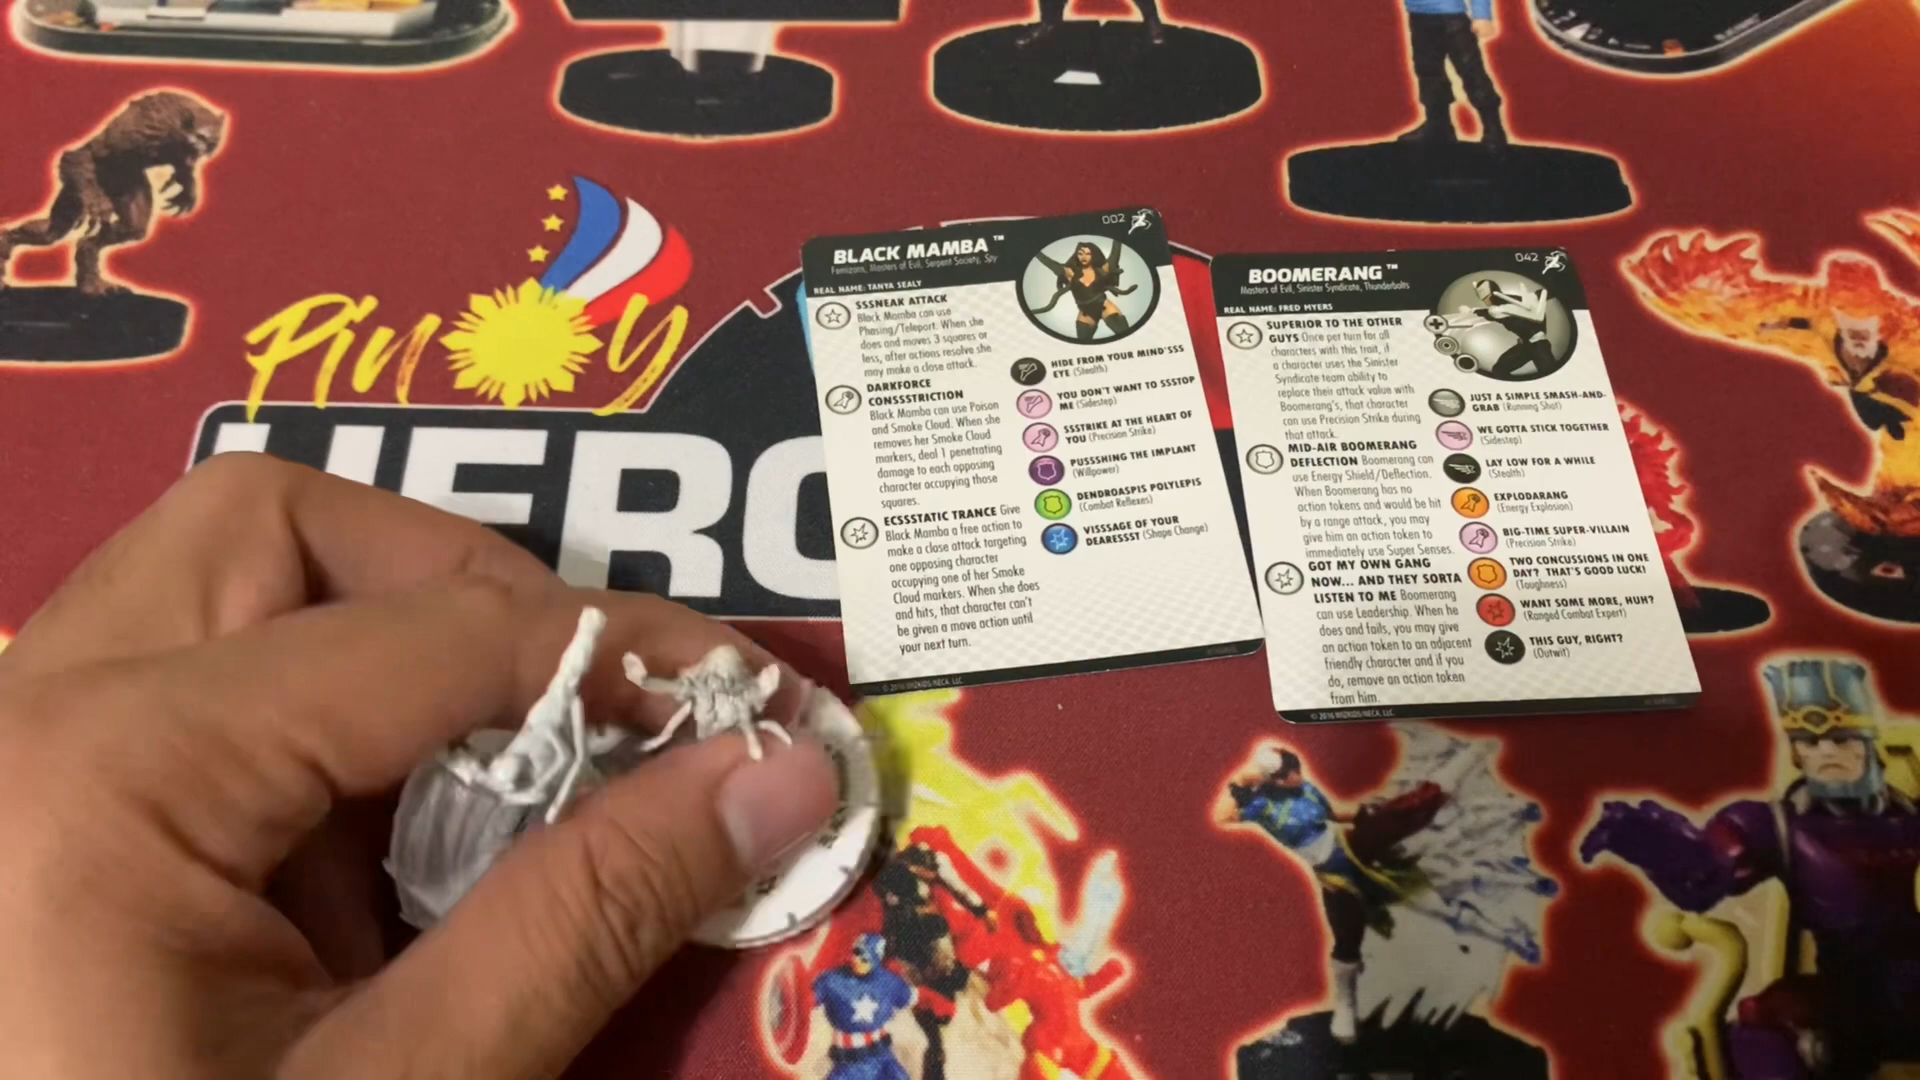 Pinoy
HERO
002
BLACK MAMBA™
Femizons, Masters of Evil, Serpent Society, Spy
REAL NAME: TANYA SEALY
SSSNEAK ATTACK
Black Mamba can use
Phasing/Teleport. When she
does and moves 3 squares or
less, after actions resolve she
may make a close attack.
DARKFORCE
CONSSSTRICTION
Black Mamba can use Poison
and Smoke Cloud. When she
removes her Smoke Cloud
markers, deal 1 penetrating
damage to each opposing
character occupying those
squares.
ECSSSTATIC TRANCE Give
Black Mamba a free action to
make a close attack targeting
one opposing character
occupying one of her Smoke
Cloud markers. When she does
and hits, that character can't
be given a move action until
your next turn.
HIDE FROM YOUR MIND'SSS
EYE (Stealth)
YOU DON'T WANT TO SSSTOP
ME (Sidestep)
SSSTRIKE AT THE HEART OF
YOU (Precision Strike)
PUSSSHING THE IMPLANT
(Willpower)
DENDROASPIS POLYLEPIS
(Combat Reflexes)
VISSSAGE OF YOUR
DEARESSST (Shape Change)
© 2016 WIZKIDS/NECA, LLC
042
BOOMERANG™
Masters of Evil, Sinister Syndicate, Thunderbolts
REAL NAME: FRED MYERS
SUPERIOR TO THE OTHER
GUYS Once per turn for all
characters with this trait, if
a character uses the Sinister
Syndicate team ability to
replace their attack value with
Boomerang's, that character
can use Precision Strike during
that attack.
MID-AIR BOOMERANG
DEFLECTION Boomerang can
use Energy Shield/Deflection.
When Boomerang has no
action tokens and would be hit
by a range attack, you may
give him an action token to
immediately use Super Senses.
GOT MY OWN GANG
NOW... AND THEY SORTA
LISTEN TO ME Boomerang
can use Leadership. When he
does and fails, you may give
an action token to an adjacent
friendly character and if you
do, remove an action token
from him.
JUST A SIMPLE SMASH-AND-
GRAB (Running Shot)
WE GOTTA STICK TOGETHER
(Sidestep)
LAY LOW FOR A WHILE
(Stealth)
EXPLODARANG
(Energy Explosion)
BIG-TIME SUPER-VILLAIN
(Precision Strike)
TWO CONCUSSIONS IN ONE
DAY? THAT'S GOOD LUCK!
(Toughness)
WANT SOME MORE, HUH?
(Ranged Combat Expert)
THIS GUY, RIGHT?
(Outwit)
© 2016 WIZKIDS/NECA, LLC